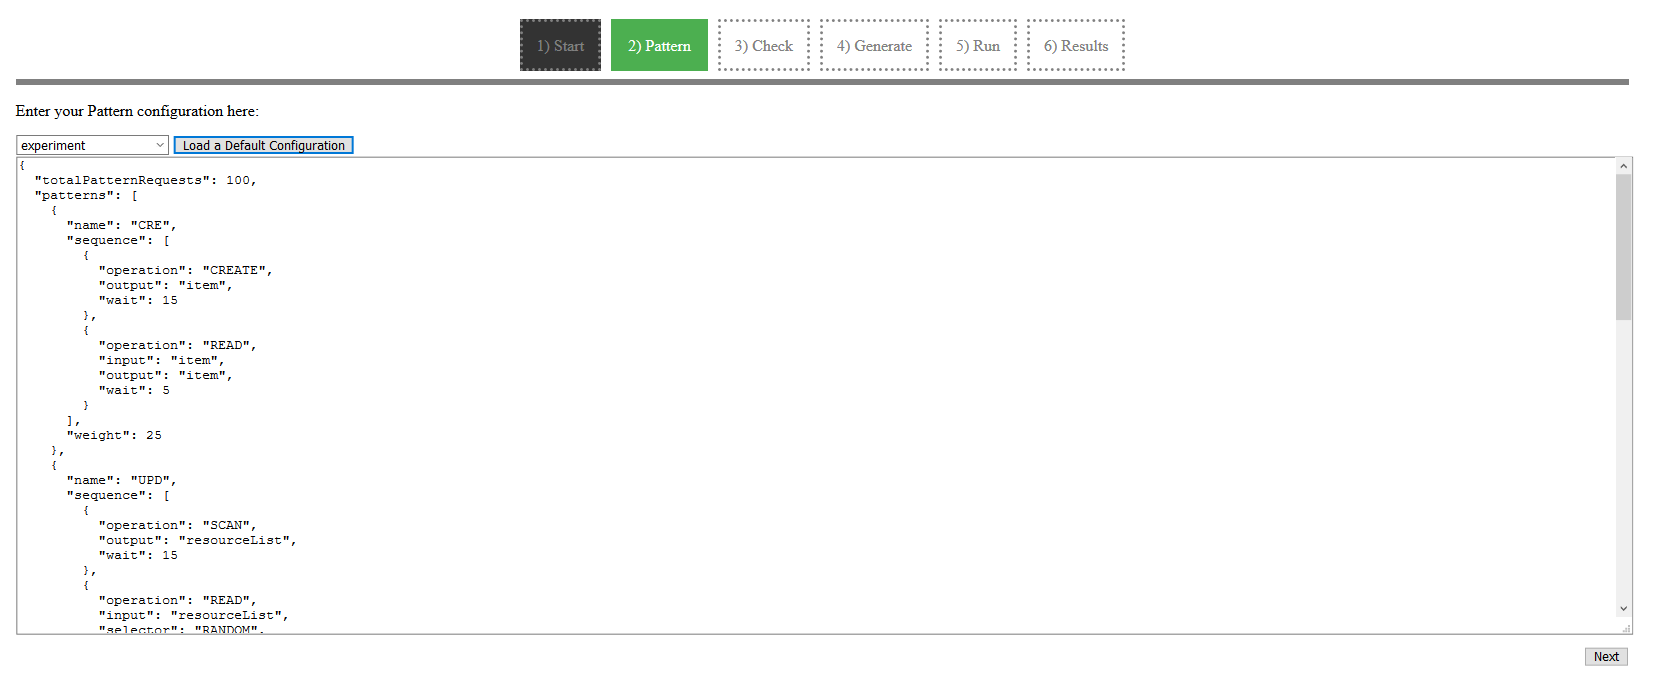 1) Start 2) Pattern 3) Check 4) Generate 5) Run 6) Results
Enter your Pattern configuration here:
experiment Load a Default Configuration
{
  "totalPatternRequests": 100,
  "patterns": [
    {
      "name": "CRE",
      "sequence": [
        {
          "operation": "CREATE",
          "output": "item",
          "wait": 15
        },
        {
          "operation": "READ",
          "input": "item",
          "output": "item",
          "wait": 5
        }
      ],
      "weight": 25
    },
    {
      "name": "UPD",
      "sequence": [
        {
          "operation": "SCAN",
          "output": "resourceList",
          "wait": 15
        },
        {
          "operation": "READ",
          "input": "resourceList",
          "selector": "RANDOM",
Next